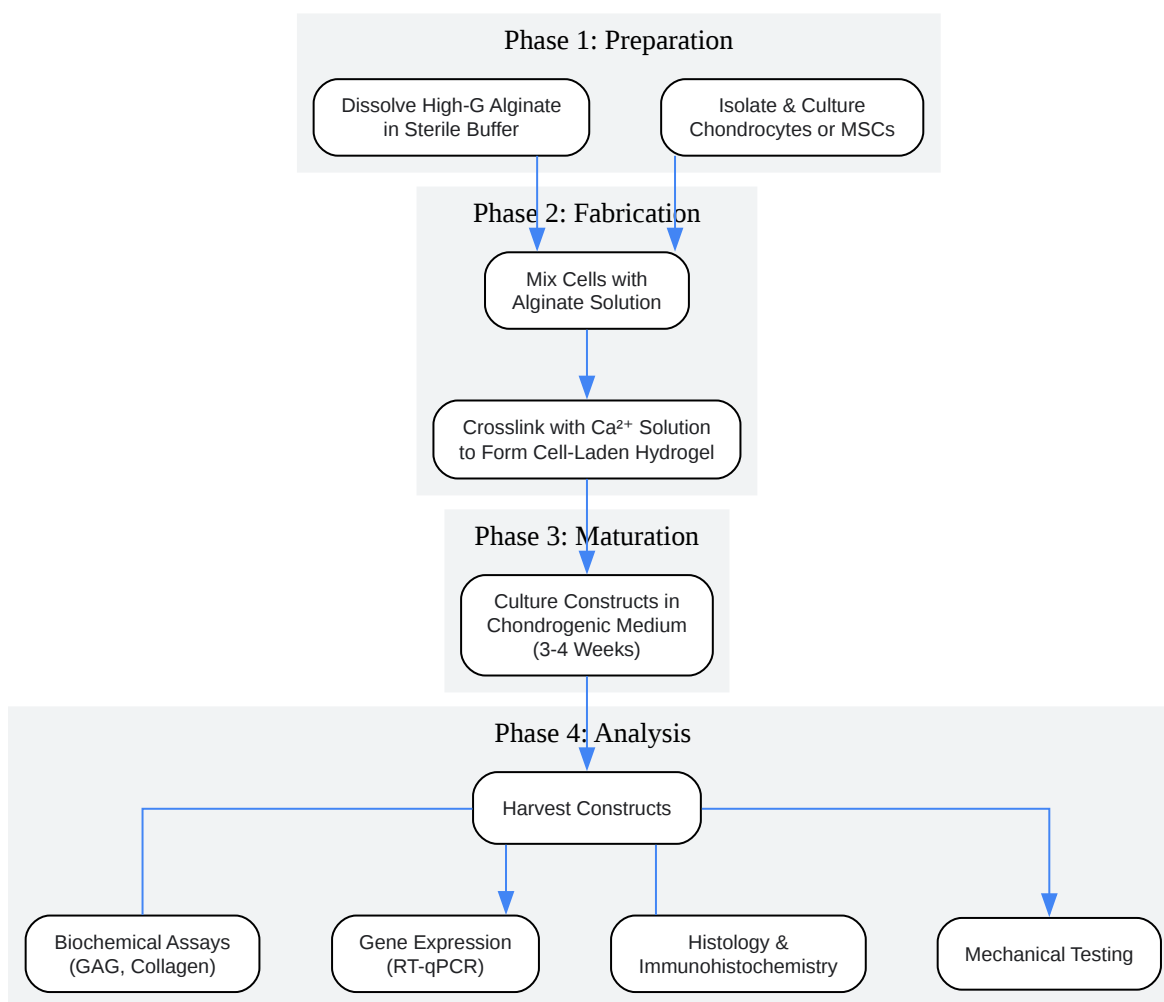 Phase 1: Preparation
Dissolve High-G Alginate
in Sterile Buffer
Isolate & Culture
Chondrocytes or MSCs
Phase 2: Fabrication
Mix Cells with
Alginate Solution
Crosslink with Ca²⁺ Solution
to Form Cell-Laden Hydrogel
Phase 3: Maturation
Culture Constructs in
Chondrogenic Medium
(3-4 Weeks)
Phase 4: Analysis
Harvest Constructs
Biochemical Assays
(GAG, Collagen)
Gene Expression
(RT-qPCR)
Histology &
Immunohistochemistry
Mechanical Testing